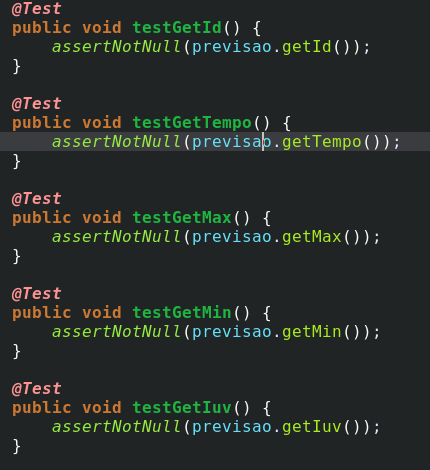 @Test
public void testGetId() {
    assertNotNull(previsao.getId());
}

@Test
public void testGetTempo() {
    assertNotNull(previsao.getTempo());
}

@Test
public void testGetMax() {
    assertNotNull(previsao.getMax());
}

@Test
public void testGetMin() {
    assertNotNull(previsao.getMin());
}

@Test
public void testGetIuv() {
    assertNotNull(previsao.getIuv());
}